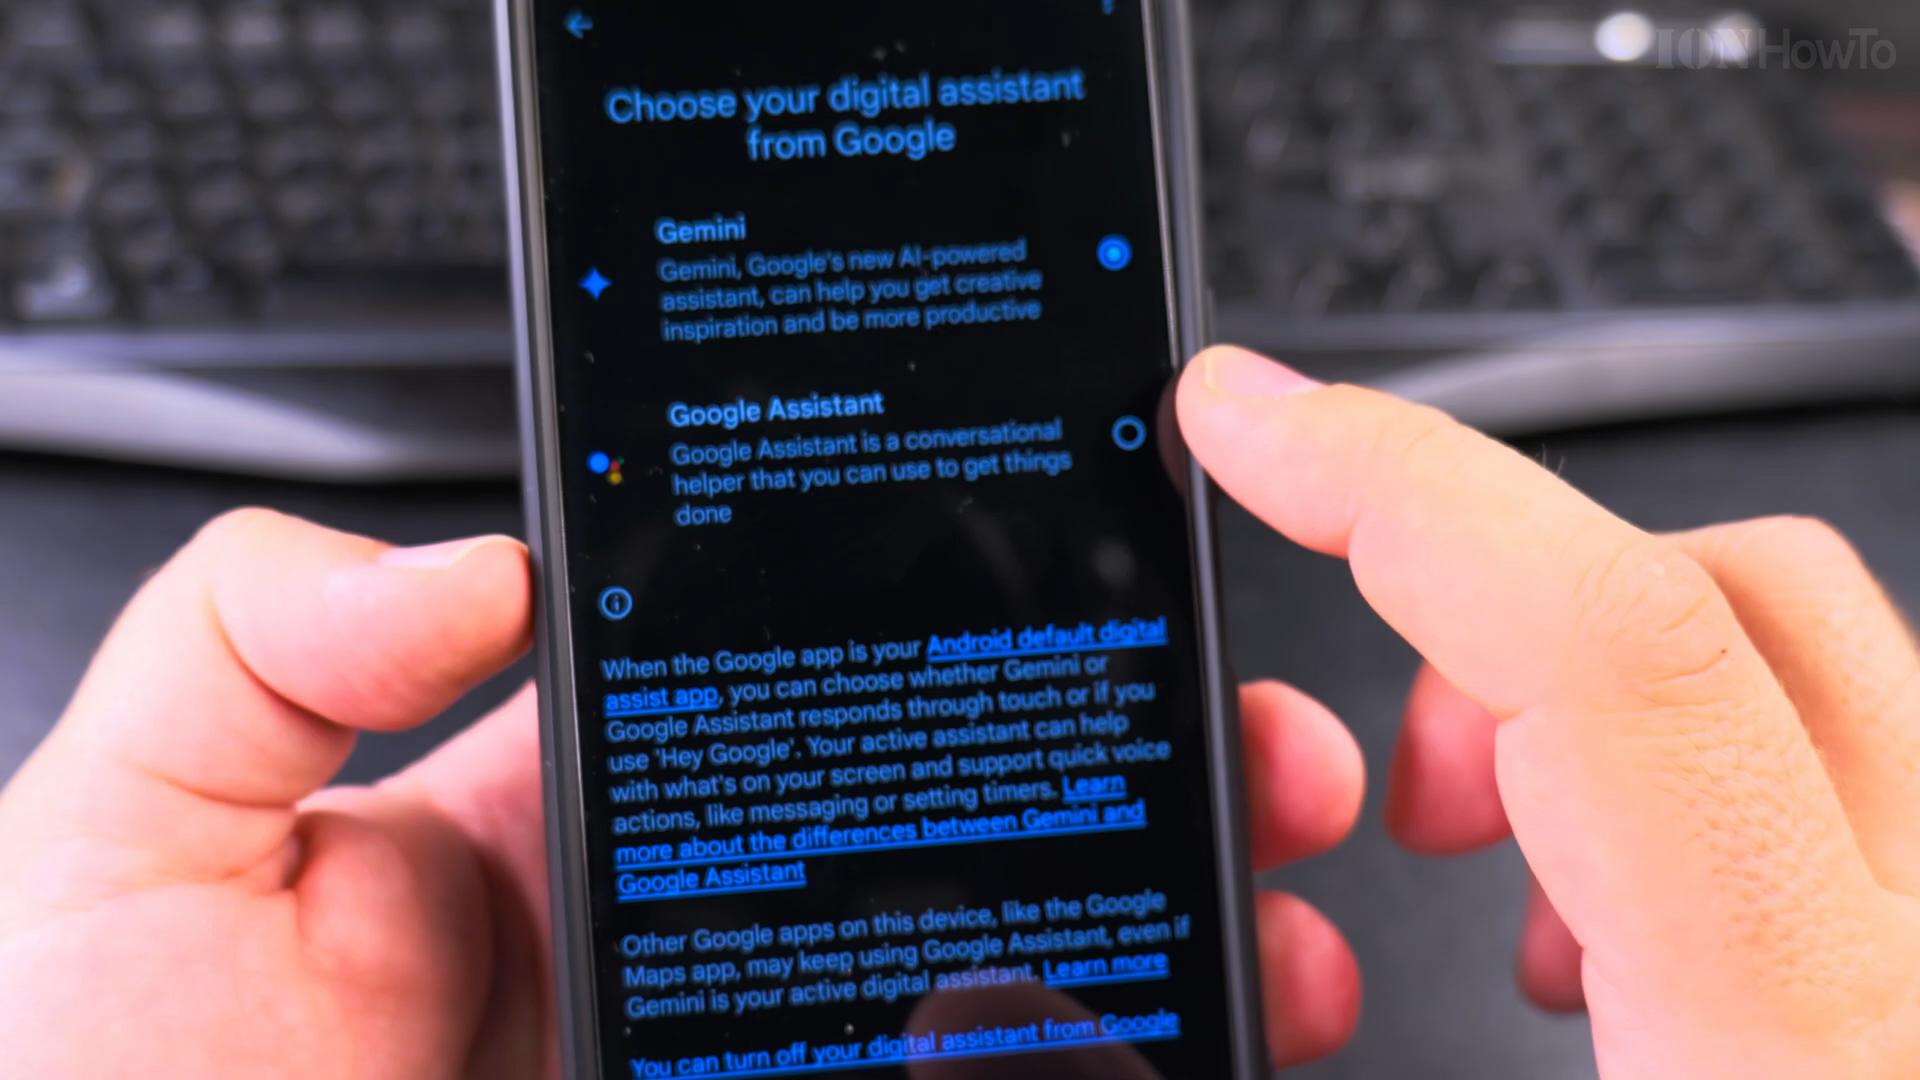 IONHowTo
Choose your digital assistant
from Google
Gemini
Gemini, Google's new AI-powered
assistant, can help you get creative
inspiration and be more productive
Google Assistant
Google Assistant is a conversational
helper that you can use to get things
done
When the Google app is your Android default digital
assist app, you can choose whether Gemini or
Google Assistant responds through touch or if you
use 'Hey Google'. Your active assistant can help
with what's on your screen and support quick voice
actions, like messaging or setting timers. Learn
more about the differences between Gemini and
Google Assistant
Other Google apps on this device, like the Google
Maps app, may keep using Google Assistant, even if
Gemini is your active digital assistant. Learn more
You can turn off your digital assistant from Google